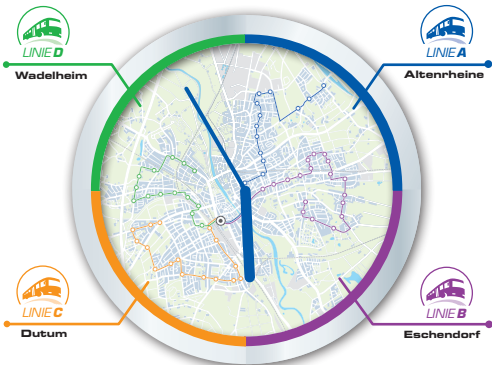 LINIE D
Wadelheim
LINIE A
Altenrheine
LINIE C
Dutum
LINIE B
Eschendorf